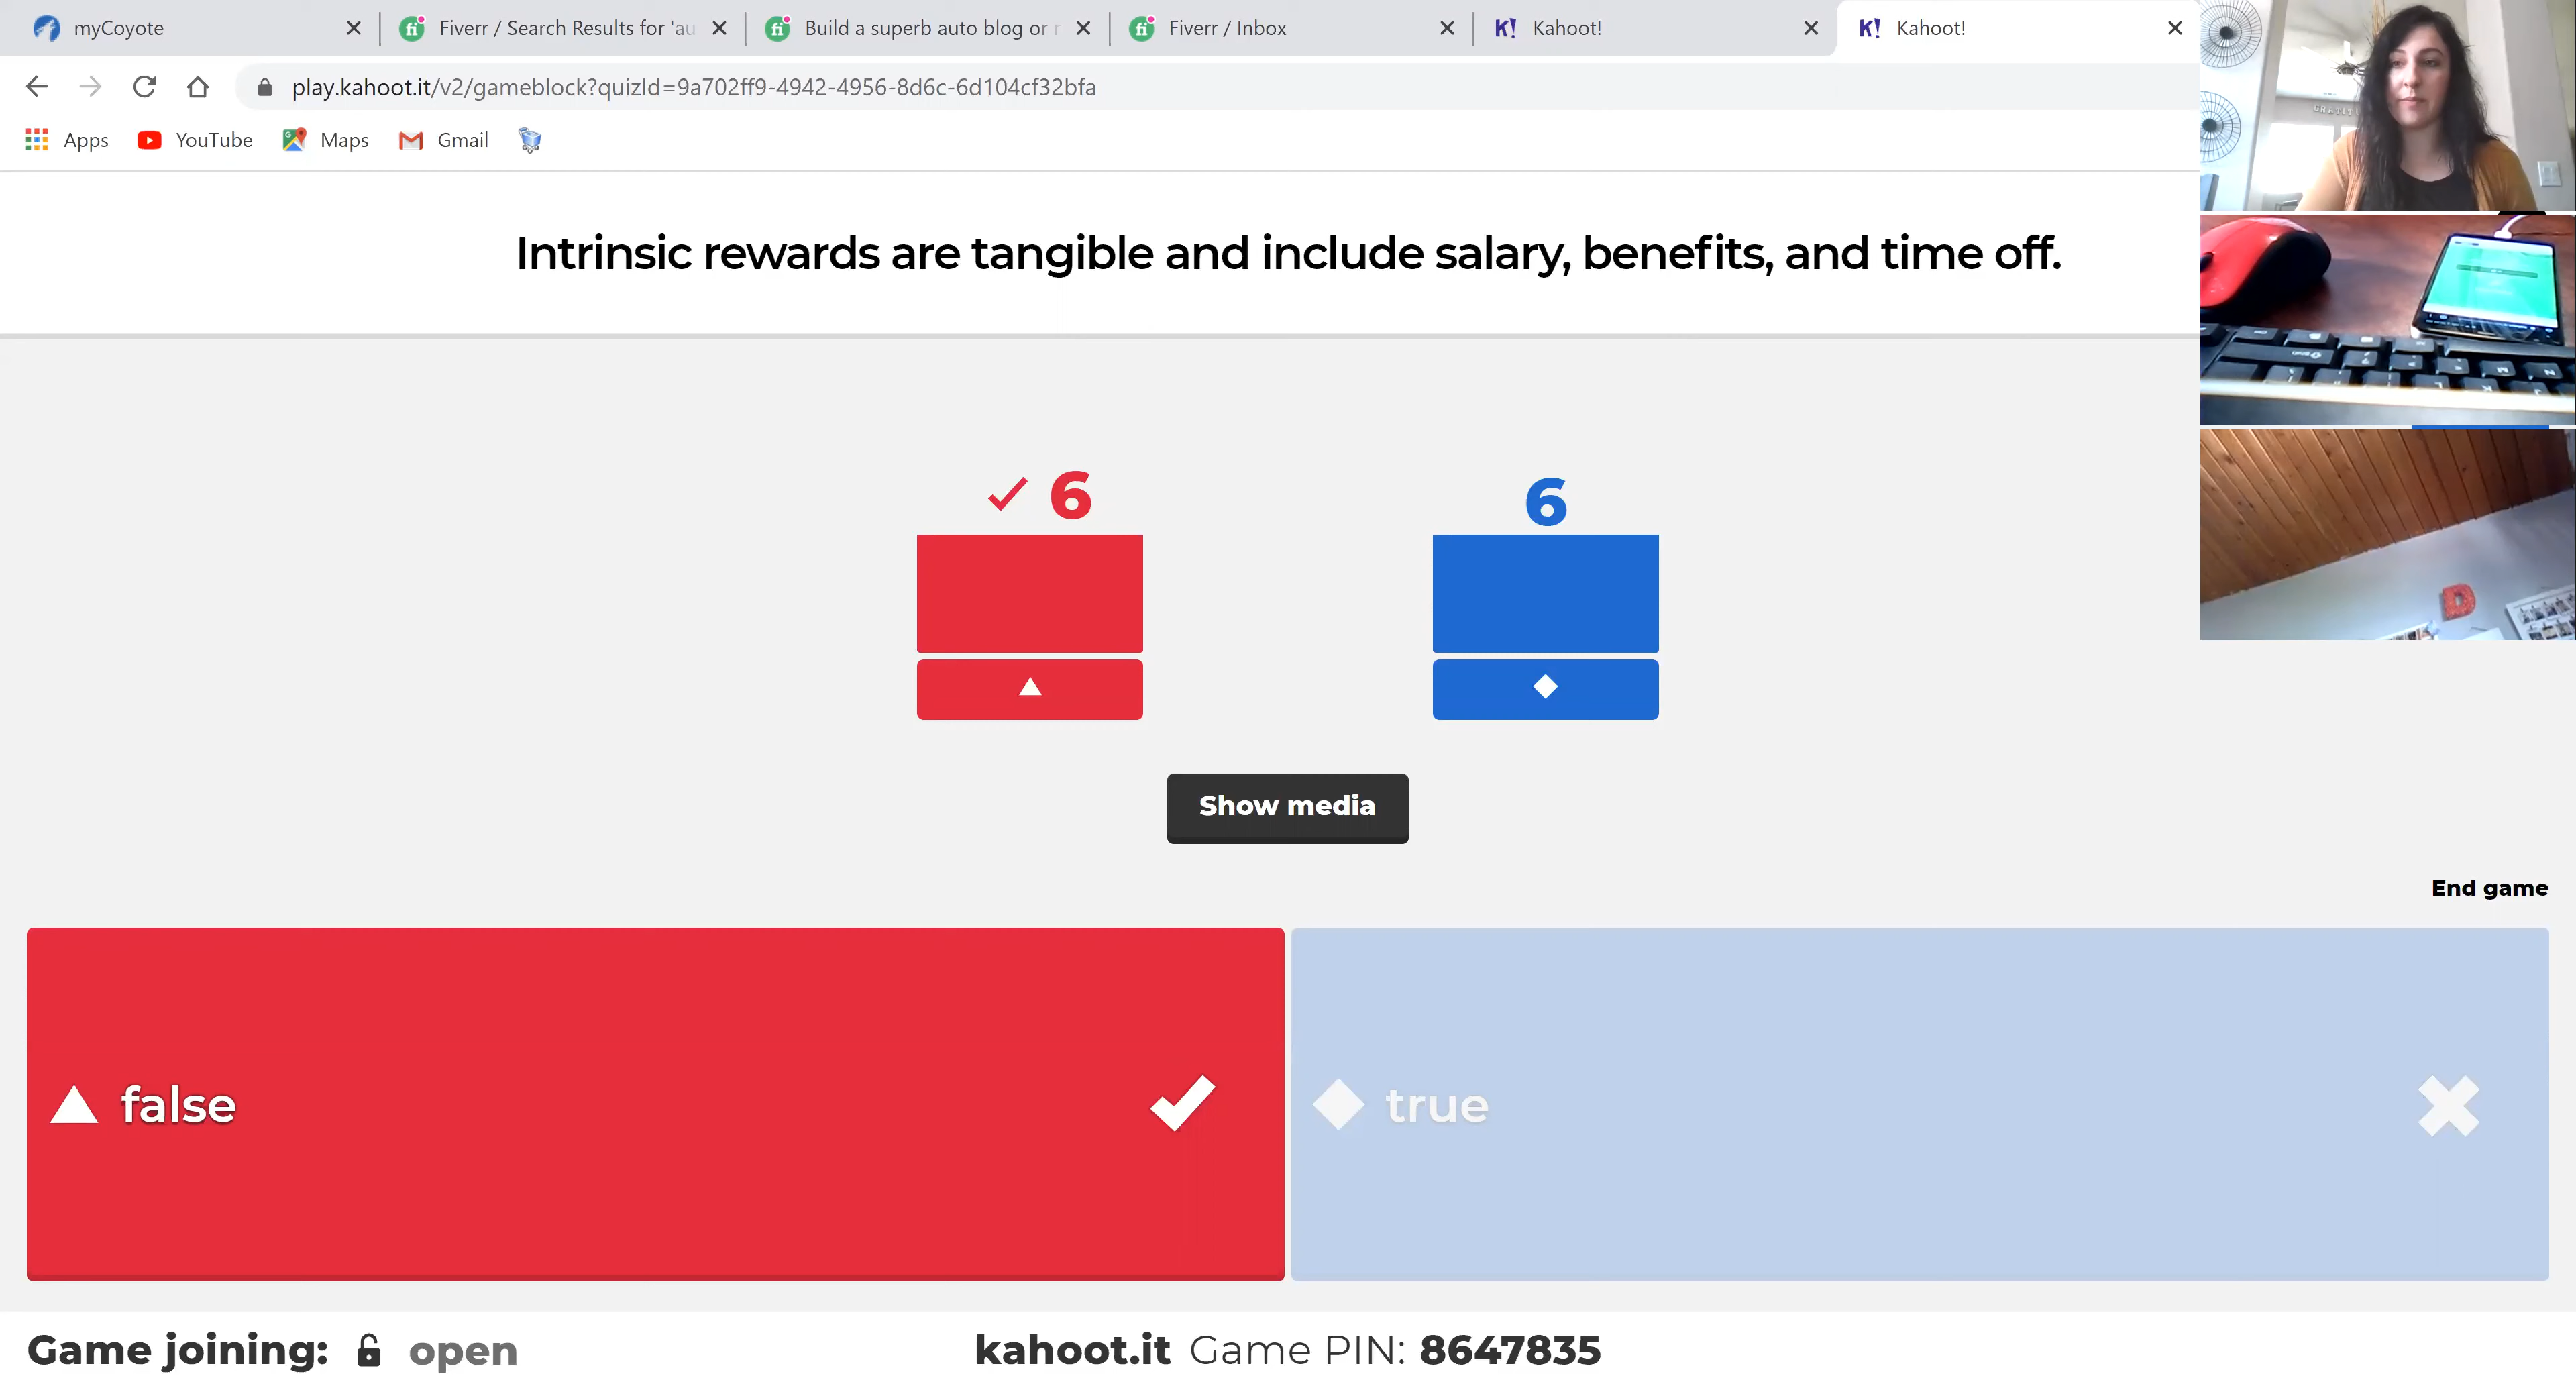 myCoyote
Fiverr / Search Results for 'au
Build a superb auto blog or r
Fiverr / Inbox
K! Kahoot!
K! Kahoot!
play.kahoot.it/v2/gameblock?quizId=9a702ff9-4942-4956-8d6c-6d104cf32bfa
Apps
YouTube
Maps
Gmail
Intrinsic rewards are tangible and include salary, benefits, and time off.
6
6
Show media
End game
false
true
Game joining: open
kahoot.it Game PIN: 8647835
D